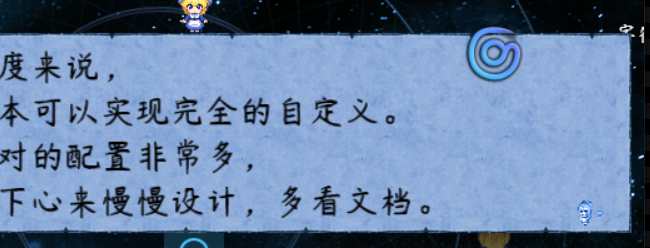 度来说，
本可以实现完全的自定义。
对的配置非常多，
下心来慢慢设计，多看文档。